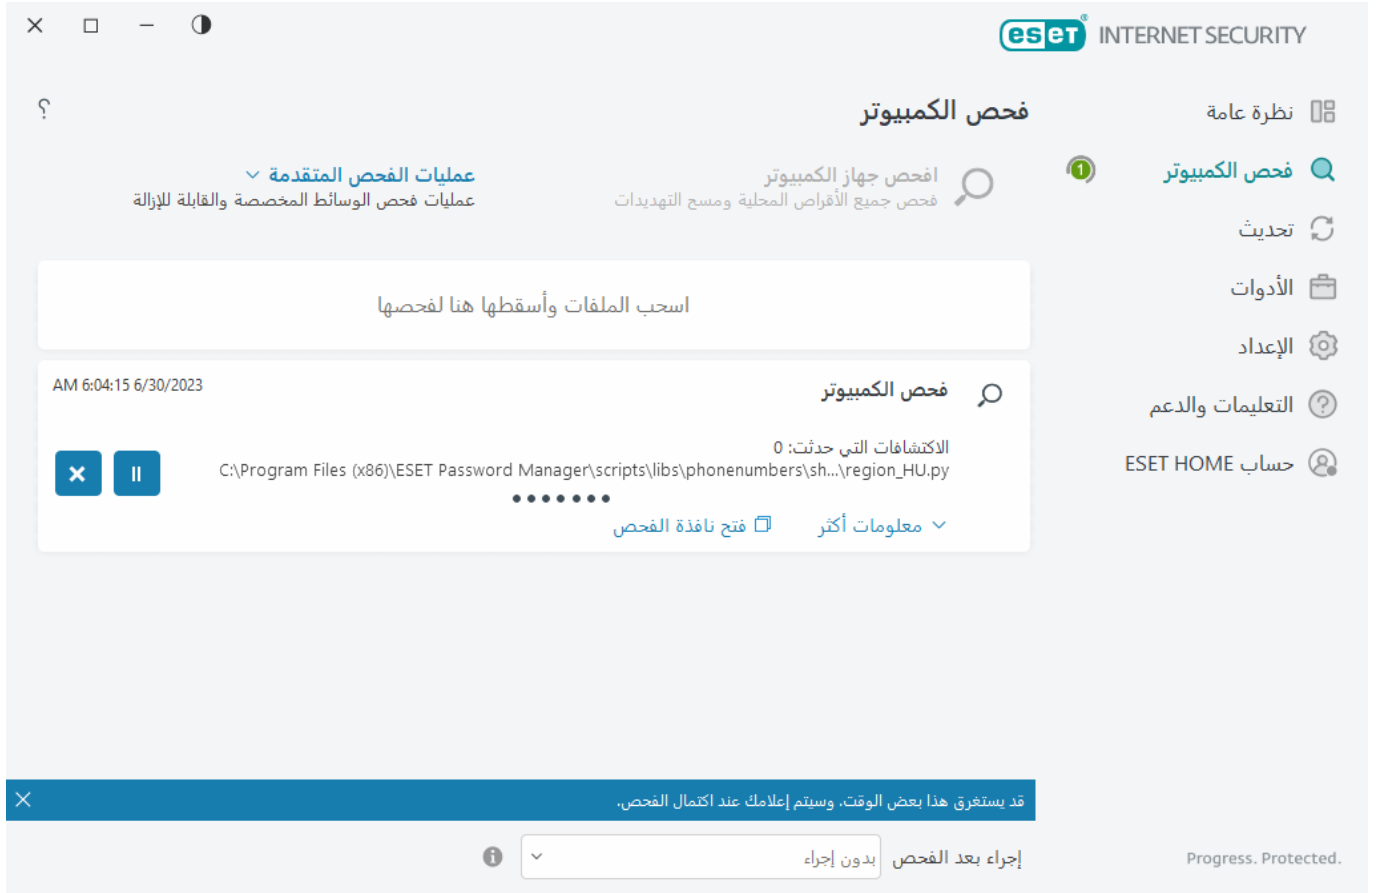 eset INTERNET SECURITY
نظرة عامة
فحص الكمبيوتر
1
تحديث
الأدوات
الإعداد
التعليمات والدعم
حساب ESET HOME
Progress. Protected.
فحص الكمبيوتر
؟
افحص جهاز الكمبيوتر
فحص جميع الأقراص المحلية ومسح التهديدات
عمليات الفحص المتقدمة
عمليات فحص الوسائط المخصصة والقابلة للإزالة
اسحب الملفات وأسقطها هنا لفحصها
فحص الكمبيوتر
AM 6:04:15 6/30/2023
الاكتشافات التي حدثت: 0
C:\Program Files (x86)\ESET Password Manager\scripts\libs\phonenumbers\sh...\region_HU.py
معلومات أكثر
فتح نافذة الفحص
قد يستغرق هذا بعض الوقت. وسيتم إعلامك عند اكتمال الفحص.
إجراء بعد الفحص
بدون إجراء